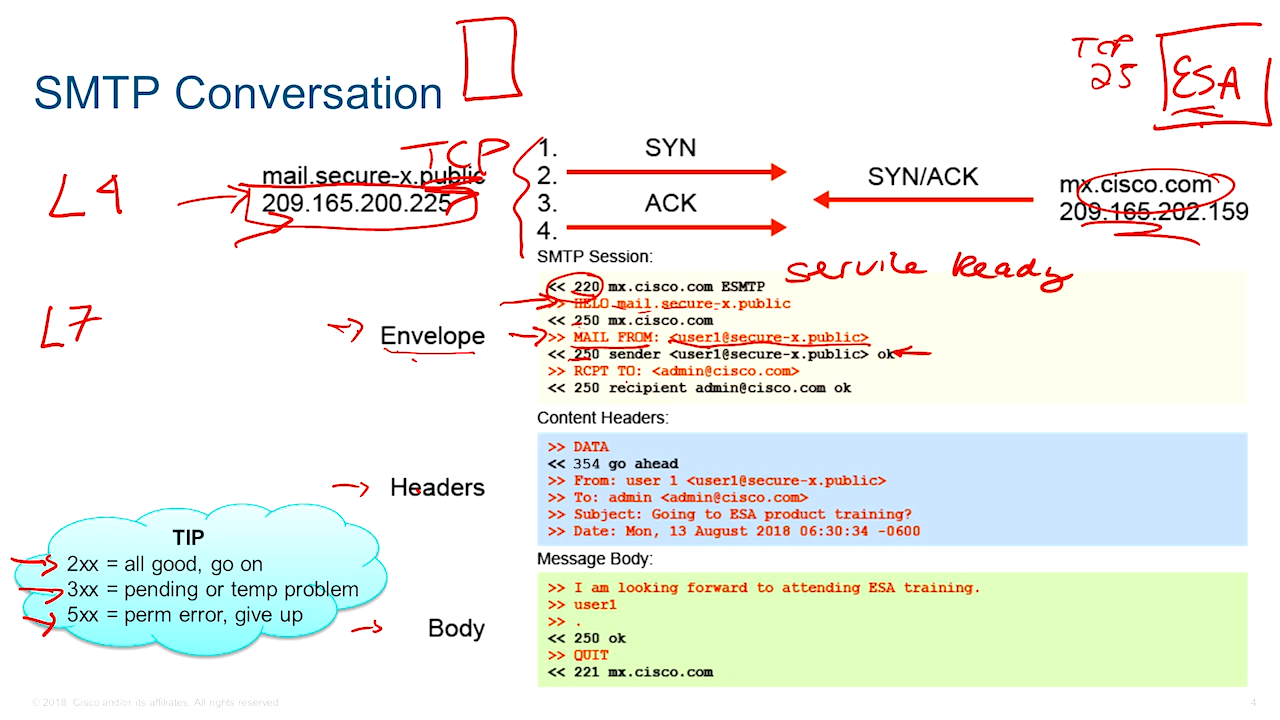 TCP
25
ESA
SMTP Conversation
TCP
L4
mail.secure-x.public
209.165.200.225
1.
2.
3.
4.
SYN
ACK
SYN/ACK
mx.cisco.com
209.165.202.159
SMTP Session:
Service Ready
<< 220 mx.cisco.com ESMTP
>> HELO mail.secure-x.public
<< 250 mx.cisco.com
>> MAIL FROM: <user1@secure-x.public>
<< 250 sender <user1@secure-x.public> ok
>> RCPT TO: <admin@cisco.com>
<< 250 recipient admin@cisco.com ok
L7
Envelope
Content Headers:
>> DATA
<< 354 go ahead
>> From: user 1 <user1@secure-x.public>
>> To: admin <admin@cisco.com>
>> Subject: Going to ESA product training?
>> Date: Mon, 13 August 2018 06:30:34 -0600
Headers
TIP
2xx = all good, go on
3xx = pending or temp problem
5xx = perm error, give up
Message Body:
>> I am looking forward to attending ESA training.
>> user1
>> .
<< 250 ok
>> QUIT
<< 221 mx.cisco.com
Body
© 2018 Cisco and/or its affiliates. All rights reserved.
4